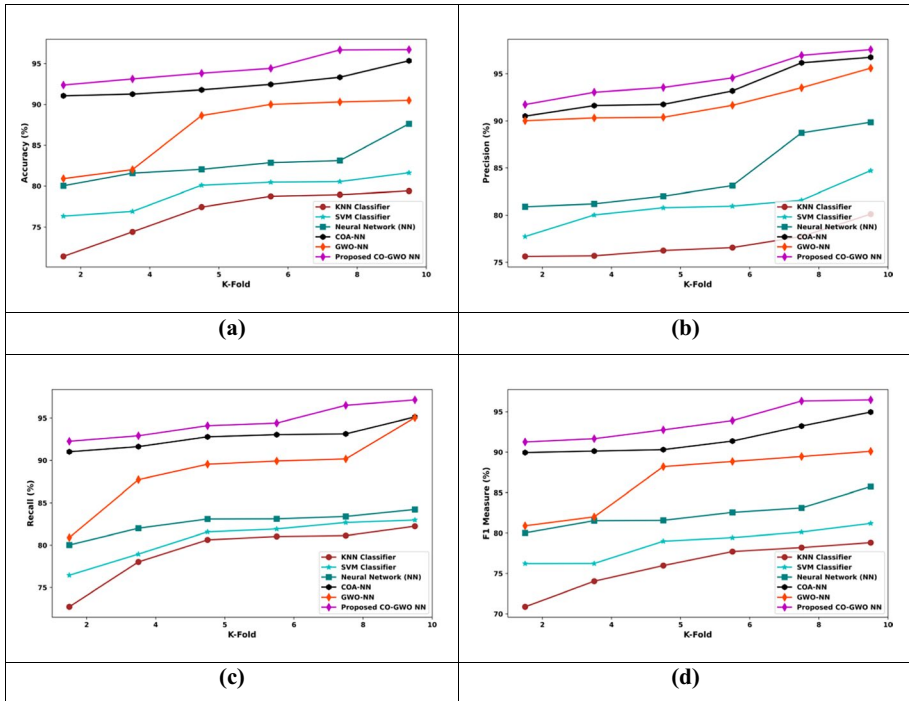 95
90
85
80
75
Accuracy (%)
2
4
5
6
8
10
K-Fold
KNN Classifier
SVM Classifier
Neural Network (NN)
COA-NN
GWO-NN
Proposed CO-GWO NN
(a)
95
90
85
80
75
Precision (%)
2
4
5
6
8
10
K-Fold
KNN Classifier
SVM Classifier
Neural Network (NN)
COA-NN
GWO-NN
Proposed CO-GWO NN
(b)
95
90
85
80
75
Recall (%)
2
4
5
6
8
10
K-Fold
KNN Classifier
SVM Classifier
Neural Network (NN)
COA-NN
GWO-NN
Proposed CO-GWO NN
(c)
95
90
85
80
75
70
F1 Measure (%)
2
4
5
6
8
10
K-Fold
KNN Classifier
SVM Classifier
Neural Network (NN)
COA-NN
GWO-NN
Proposed CO-GWO NN
(d)